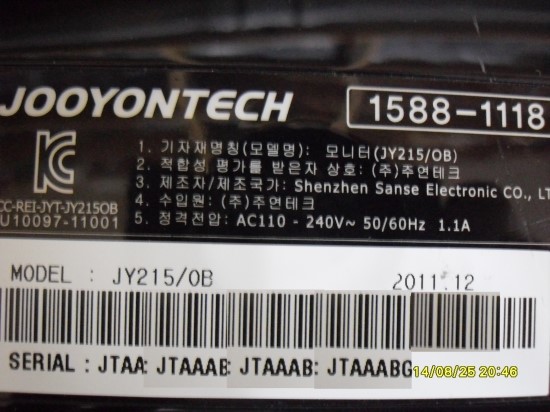 JOOYONTECH
1588-1118
1. 기자재명칭(모델명): 모니터(JY215/OB)
2. 적합성 평가를 받은자 상호: (주)주연테크
3. 제조자/제조국가: Shenzhen Sanse Electronic CO., LT
4. 수입원: (주)주연테크
5. 정격전압: AC110 - 240V~ 50/60Hz 1.1A
CC-REI-JYT-JY215OB
U10097-11001
MODEL : JY215/OB 2011.12
SERIAL : JTAA JTAAAB JTAAAB JTAAABG
14/08/25 20:46